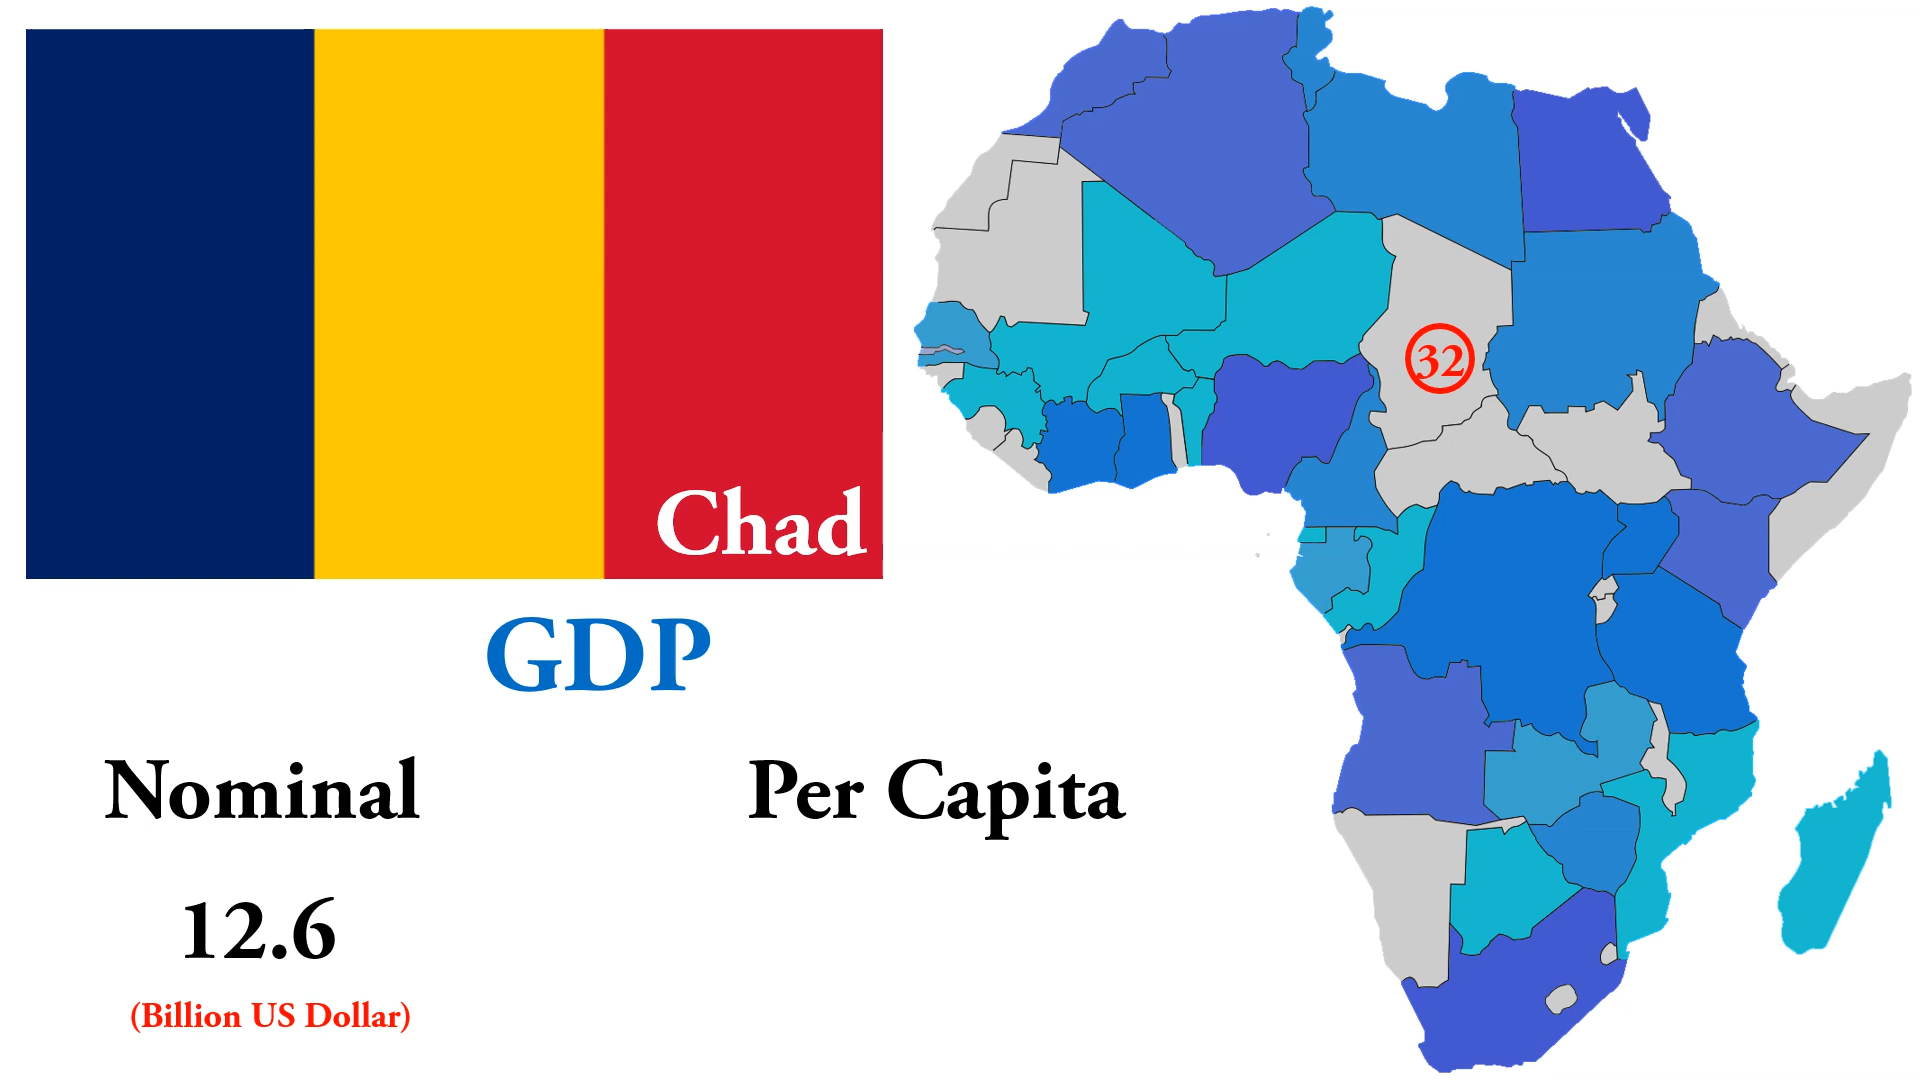 Chad
32
GDP
Nominal
Per Capita
12.6
(Billion US Dollar)